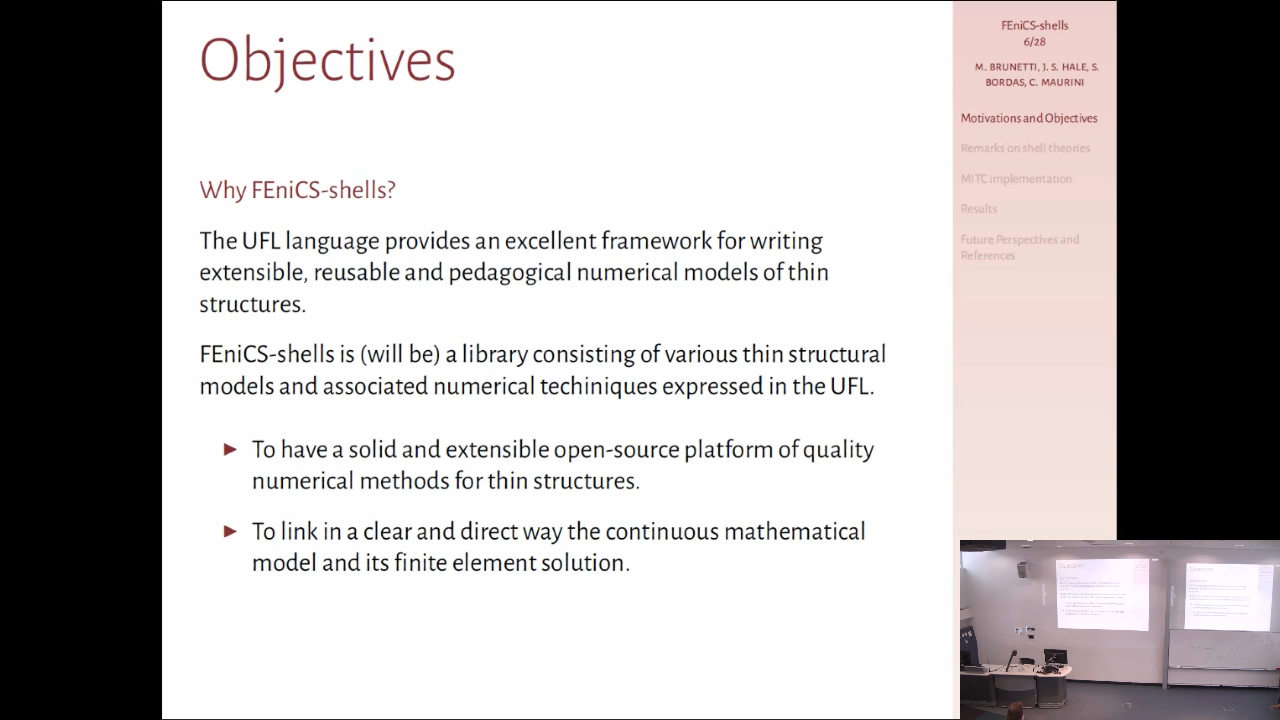 Objectives
Why FEniCS-shells?
The UFL language provides an excellent framework for writing
extensible, reusable and pedagogical numerical models of thin
structures.
FEniCS-shells is (will be) a library consisting of various thin structural
models and associated numerical techiniques expressed in the UFL.
► To have a solid and extensible open-source platform of quality
numerical methods for thin structures.
► To link in a clear and direct way the continuous mathematical
model and its finite element solution.
FEniCS-shells
6/28
M. BRUNETTI, J. S. HALE, S.
BORDAS, C. MAURINI
Motivations and Objectives
Remarks on shell theories
MITC implementation
Results
Future Perspectives and
References